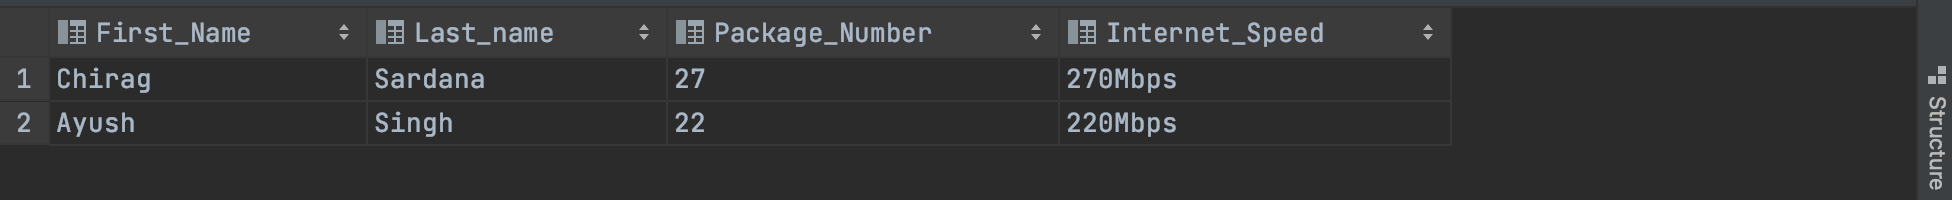 First_Name Last_name Package_Number Internet_Speed
1 Chirag Sardana 27 270Mbps
2 Ayush Singh 22 220Mbps
Structure